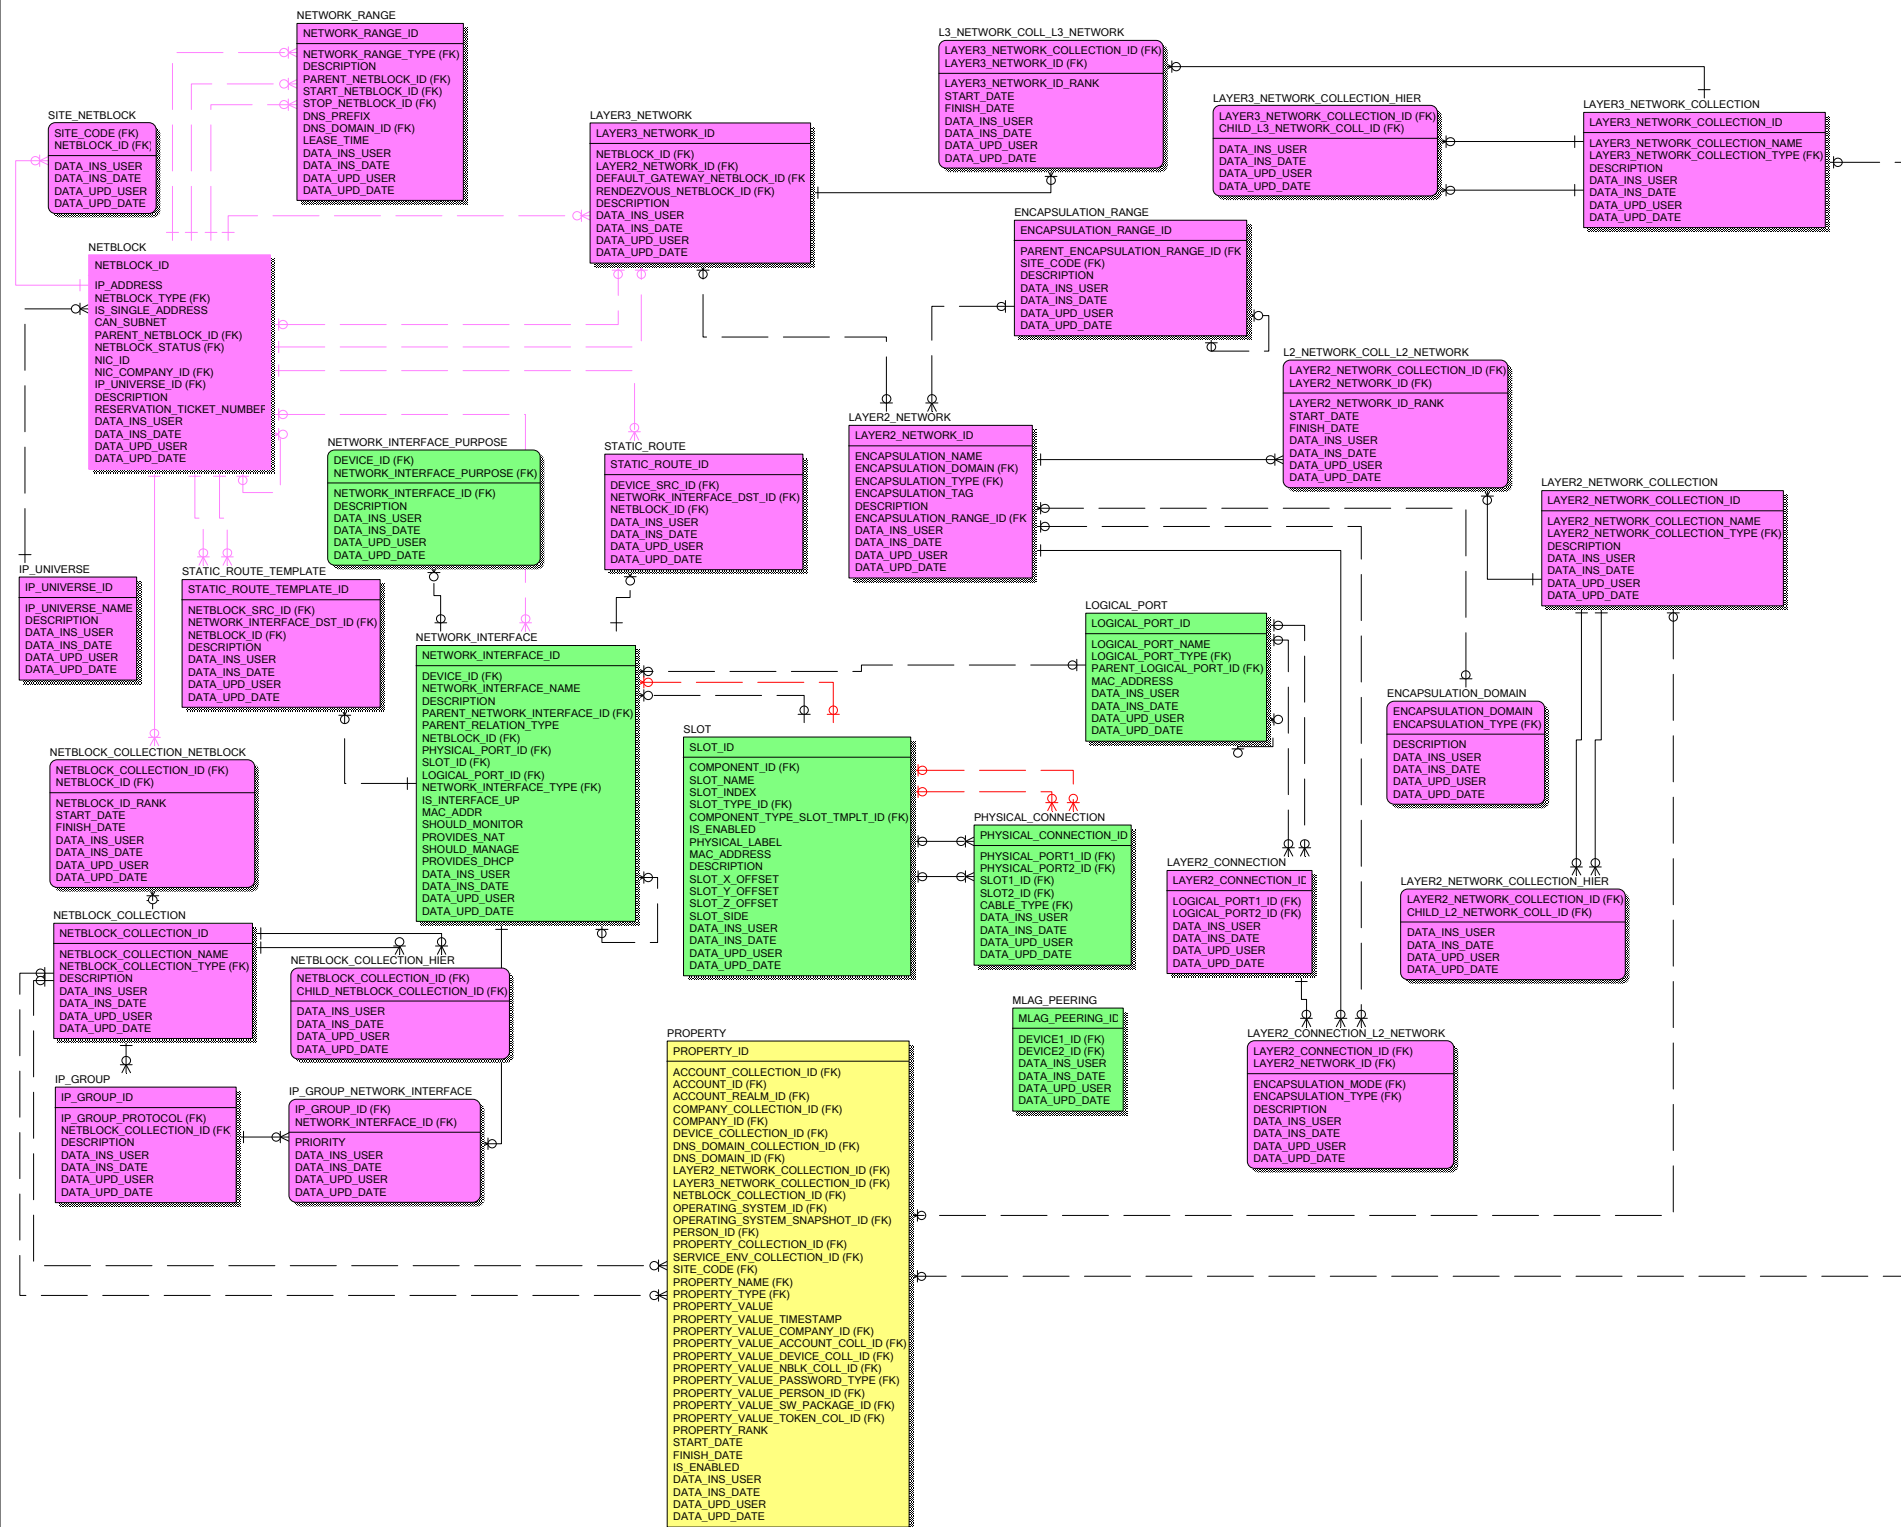 NETWORK_RANGE
NETWORK_RANGE_ID
NETWORK_RANGE_TYPE (FK)
DESCRIPTION
PARENT_NETBLOCK_ID (FK)
START_NETBLOCK_ID (FK)
STOP_NETBLOCK_ID (FK)
DNS_PREFIX
DNS_DOMAIN_ID (FK)
LEASE_TIME
DATA_INS_USER
DATA_INS_DATE
DATA_UPD_USER
DATA_UPD_DATE
L3_NETWORK_COLL_L3_NETWORK
LAYER3_NETWORK_COLLECTION_ID (FK)
LAYER3_NETWORK_ID (FK)
LAYER3_NETWORK_ID_RANK
START_DATE
FINISH_DATE
DATA_INS_USER
DATA_INS_DATE
DATA_UPD_USER
DATA_UPD_DATE
LAYER3_NETWORK_COLLECTION_HIER
LAYER3_NETWORK_COLLECTION_ID (FK)
CHILD_L3_NETWORK_COLL_ID (FK)
DATA_INS_USER
DATA_INS_DATE
DATA_UPD_USER
DATA_UPD_DATE
LAYER3_NETWORK_COLLECTION
LAYER3_NETWORK_COLLECTION_ID
LAYER3_NETWORK_COLLECTION_NAME
LAYER3_NETWORK_COLLECTION_TYPE (FK)
DESCRIPTION
DATA_INS_USER
DATA_INS_DATE
DATA_UPD_USER
DATA_UPD_DATE
SITE_NETBLOCK
SITE_CODE (FK)
NETBLOCK_ID (FK)
DATA_INS_USER
DATA_INS_DATE
DATA_UPD_USER
DATA_UPD_DATE
LAYER3_NETWORK
LAYER3_NETWORK_ID
NETBLOCK_ID (FK)
LAYER2_NETWORK_ID (FK)
DEFAULT_GATEWAY_NETBLOCK_ID (FK
RENDEZVOUS_NETBLOCK_ID (FK)
DESCRIPTION
DATA_INS_USER
DATA_INS_DATE
DATA_UPD_USER
DATA_UPD_DATE
ENCAPSULATION_RANGE
ENCAPSULATION_RANGE_ID
PARENT_ENCAPSULATION_RANGE_ID (FK
SITE_CODE (FK)
DESCRIPTION
DATA_INS_USER
DATA_INS_DATE
DATA_UPD_USER
DATA_UPD_DATE
NETBLOCK
NETBLOCK_ID
IP_ADDRESS
NETBLOCK_TYPE (FK)
IS_SINGLE_ADDRESS
CAN_SUBNET
PARENT_NETBLOCK_ID (FK)
NETBLOCK_STATUS (FK)
NIC_ID
NIC_COMPANY_ID (FK)
IP_UNIVERSE_ID (FK)
DESCRIPTION
RESERVATION_TICKET_NUMBER
DATA_INS_USER
DATA_INS_DATE
DATA_UPD_USER
DATA_UPD_DATE
L2_NETWORK_COLL_L2_NETWORK
LAYER2_NETWORK_COLLECTION_ID (FK)
LAYER2_NETWORK_ID (FK)
LAYER2_NETWORK_ID_RANK
START_DATE
FINISH_DATE
DATA_INS_USER
DATA_INS_DATE
DATA_UPD_USER
DATA_UPD_DATE
LAYER2_NETWORK
LAYER2_NETWORK_ID
ENCAPSULATION_NAME
ENCAPSULATION_DOMAIN (FK)
ENCAPSULATION_TYPE (FK)
ENCAPSULATION_TAG
DESCRIPTION
ENCAPSULATION_RANGE_ID (FK
DATA_INS_USER
DATA_INS_DATE
DATA_UPD_USER
DATA_UPD_DATE
NETWORK_INTERFACE_PURPOSE
DEVICE_ID (FK)
NETWORK_INTERFACE_PURPOSE (FK)
NETWORK_INTERFACE_ID (FK)
DESCRIPTION
DATA_INS_USER
DATA_INS_DATE
DATA_UPD_USER
DATA_UPD_DATE
STATIC_ROUTE
STATIC_ROUTE_ID
DEVICE_SRC_ID (FK)
NETWORK_INTERFACE_DST_ID (FK)
NETBLOCK_ID (FK)
DATA_INS_USER
DATA_INS_DATE
DATA_UPD_USER
DATA_UPD_DATE
LAYER2_NETWORK_COLLECTION
LAYER2_NETWORK_COLLECTION_ID
LAYER2_NETWORK_COLLECTION_NAME
LAYER2_NETWORK_COLLECTION_TYPE (FK)
DESCRIPTION
DATA_INS_USER
DATA_INS_DATE
DATA_UPD_USER
DATA_UPD_DATE
IP_UNIVERSE
IP_UNIVERSE_ID
IP_UNIVERSE_NAME
DESCRIPTION
DATA_INS_USER
DATA_INS_DATE
DATA_UPD_USER
DATA_UPD_DATE
STATIC_ROUTE_TEMPLATE
STATIC_ROUTE_TEMPLATE_ID
NETBLOCK_SRC_ID (FK)
NETWORK_INTERFACE_DST_ID (FK)
NETBLOCK_ID (FK)
DESCRIPTION
DATA_INS_USER
DATA_INS_DATE
DATA_UPD_USER
DATA_UPD_DATE
LOGICAL_PORT
LOGICAL_PORT_ID
LOGICAL_PORT_NAME
LOGICAL_PORT_TYPE (FK)
PARENT_LOGICAL_PORT_ID (FK)
MAC_ADDRESS
DATA_INS_USER
DATA_INS_DATE
DATA_UPD_USER
DATA_UPD_DATE
NETWORK_INTERFACE
NETWORK_INTERFACE_ID
DEVICE_ID (FK)
NETWORK_INTERFACE_NAME
DESCRIPTION
PARENT_NETWORK_INTERFACE_ID (FK)
PARENT_RELATION_TYPE
NETBLOCK_ID (FK)
PHYSICAL_PORT_ID (FK)
SLOT_ID (FK)
LOGICAL_PORT_ID (FK)
NETWORK_INTERFACE_TYPE (FK)
IS_INTERFACE_UP
MAC_ADDR
SHOULD_MONITOR
PROVIDES_NAT
SHOULD_MANAGE
PROVIDES_DHCP
DATA_INS_USER
DATA_INS_DATE
DATA_UPD_USER
DATA_UPD_DATE
ENCAPSULATION_DOMAIN
ENCAPSULATION_DOMAIN
ENCAPSULATION_TYPE (FK)
DESCRIPTION
DATA_INS_USER
DATA_INS_DATE
DATA_UPD_USER
DATA_UPD_DATE
SLOT
SLOT_ID
COMPONENT_ID (FK)
SLOT_NAME
SLOT_INDEX
SLOT_TYPE_ID (FK)
COMPONENT_TYPE_SLOT_TMPLT_ID (FK)
IS_ENABLED
PHYSICAL_LABEL
MAC_ADDRESS
DESCRIPTION
SLOT_X_OFFSET
SLOT_Y_OFFSET
SLOT_Z_OFFSET
SLOT_SIDE
DATA_INS_USER
DATA_INS_DATE
DATA_UPD_USER
DATA_UPD_DATE
NETBLOCK_COLLECTION_NETBLOCK
NETBLOCK_COLLECTION_ID (FK)
NETBLOCK_ID (FK)
NETBLOCK_ID_RANK
START_DATE
FINISH_DATE
DATA_INS_USER
DATA_INS_DATE
DATA_UPD_USER
DATA_UPD_DATE
PHYSICAL_CONNECTION
PHYSICAL_CONNECTION_ID
PHYSICAL_PORT1_ID (FK)
PHYSICAL_PORT2_ID (FK)
SLOT1_ID (FK)
SLOT2_ID (FK)
CABLE_TYPE (FK)
DATA_INS_USER
DATA_INS_DATE
DATA_UPD_USER
DATA_UPD_DATE
LAYER2_CONNECTION
LAYER2_CONNECTION_ID
LOGICAL_PORT1_ID (FK)
LOGICAL_PORT2_ID (FK)
DATA_INS_USER
DATA_INS_DATE
DATA_UPD_USER
DATA_UPD_DATE
LAYER2_NETWORK_COLLECTION_HIER
LAYER2_NETWORK_COLLECTION_ID (FK)
CHILD_L2_NETWORK_COLL_ID (FK)
DATA_INS_USER
DATA_INS_DATE
DATA_UPD_USER
DATA_UPD_DATE
NETBLOCK_COLLECTION
NETBLOCK_COLLECTION_ID
NETBLOCK_COLLECTION_NAME
NETBLOCK_COLLECTION_TYPE (FK)
DESCRIPTION
DATA_INS_USER
DATA_INS_DATE
DATA_UPD_USER
DATA_UPD_DATE
NETBLOCK_COLLECTION_HIER
NETBLOCK_COLLECTION_ID (FK)
CHILD_NETBLOCK_COLLECTION_ID (FK)
DATA_INS_USER
DATA_INS_DATE
DATA_UPD_USER
DATA_UPD_DATE
MLAG_PEERING
MLAG_PEERING_ID
DEVICE1_ID (FK)
DEVICE2_ID (FK)
DATA_INS_USER
DATA_INS_DATE
DATA_UPD_USER
DATA_UPD_DATE
LAYER2_CONNECTION_L2_NETWORK
LAYER2_CONNECTION_ID (FK)
LAYER2_NETWORK_ID (FK)
ENCAPSULATION_MODE (FK)
ENCAPSULATION_TYPE (FK)
DESCRIPTION
DATA_INS_USER
DATA_INS_DATE
DATA_UPD_USER
DATA_UPD_DATE
IP_GROUP
IP_GROUP_ID
IP_GROUP_PROTOCOL (FK)
NETBLOCK_COLLECTION_ID (FK
DESCRIPTION
DATA_INS_USER
DATA_INS_DATE
DATA_UPD_USER
DATA_UPD_DATE
IP_GROUP_NETWORK_INTERFACE
IP_GROUP_ID (FK)
NETWORK_INTERFACE_ID (FK)
PRIORITY
DATA_INS_USER
DATA_INS_DATE
DATA_UPD_USER
DATA_UPD_DATE
PROPERTY
PROPERTY_ID
ACCOUNT_COLLECTION_ID (FK)
ACCOUNT_ID (FK)
ACCOUNT_REALM_ID (FK)
COMPANY_COLLECTION_ID (FK)
COMPANY_ID (FK)
DEVICE_COLLECTION_ID (FK)
DNS_DOMAIN_COLLECTION_ID (FK)
DNS_DOMAIN_ID (FK)
LAYER2_NETWORK_COLLECTION_ID (FK)
LAYER3_NETWORK_COLLECTION_ID (FK)
NETBLOCK_COLLECTION_ID (FK)
OPERATING_SYSTEM_ID (FK)
OPERATING_SYSTEM_SNAPSHOT_ID (FK)
PERSON_ID (FK)
PROPERTY_COLLECTION_ID (FK)
SERVICE_ENV_COLLECTION_ID (FK)
SITE_CODE (FK)
PROPERTY_NAME (FK)
PROPERTY_TYPE (FK)
PROPERTY_VALUE
PROPERTY_VALUE_TIMESTAMP
PROPERTY_VALUE_COMPANY_ID (FK)
PROPERTY_VALUE_ACCOUNT_COLL_ID (FK)
PROPERTY_VALUE_DEVICE_COLL_ID (FK)
PROPERTY_VALUE_NBLK_COLL_ID (FK)
PROPERTY_VALUE_PASSWORD_TYPE (FK)
PROPERTY_VALUE_PERSON_ID (FK)
PROPERTY_VALUE_SW_PACKAGE_ID (FK)
PROPERTY_VALUE_TOKEN_COL_ID (FK)
PROPERTY_RANK
START_DATE
FINISH_DATE
IS_ENABLED
DATA_INS_USER
DATA_INS_DATE
DATA_UPD_USER
DATA_UPD_DATE